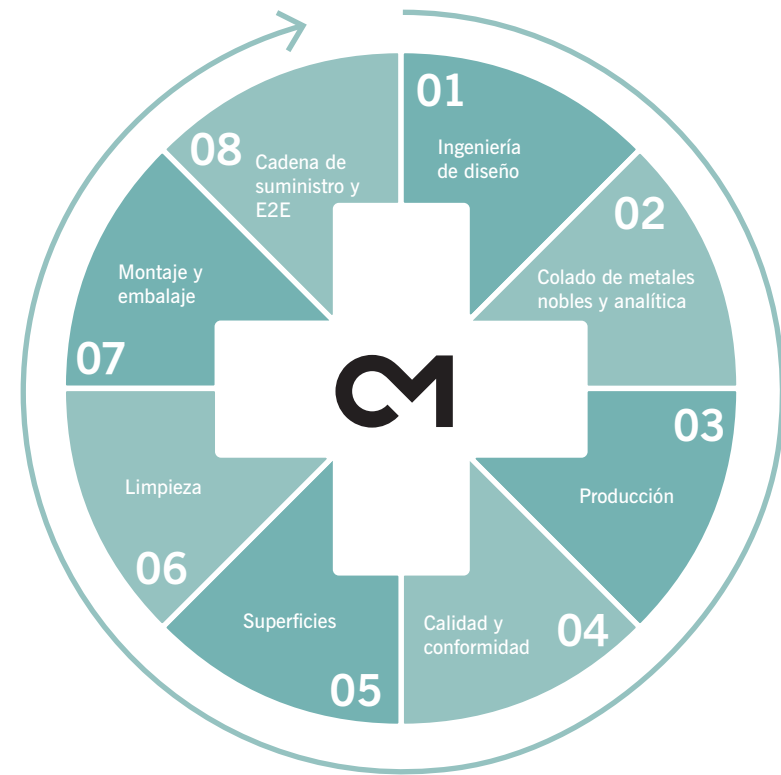 01
Ingeniería
de diseño
02
Colado de metales
nobles y analítica
03
Producción
04
Calidad y
conformidad
05
Superficies
06
Limpieza
07
Montaje y
embalaje
08
Cadena de
suministro y
E2E
CM